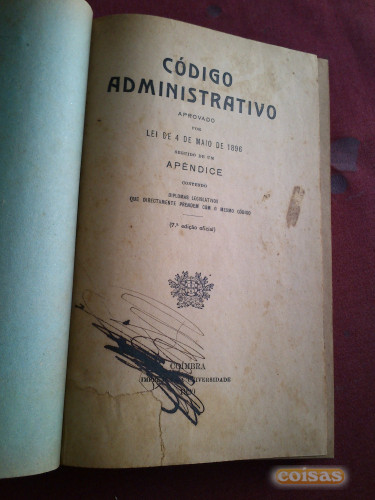 CÓDIGO
ADMINISTRATIVO
APROVADO
POR
LEI DE 4 DE MAIO DE 1896
SEGUIDO DE UM
APÊNDICE
CONTENDO
DIPLOMAS LEGISLATIVOS
QUE DIRECTAMENTE PRENDEM COM O MESMO CÓDIGO
(7.ª edição oficial)
COIMBRA
UNIVERSIDADE
coisas